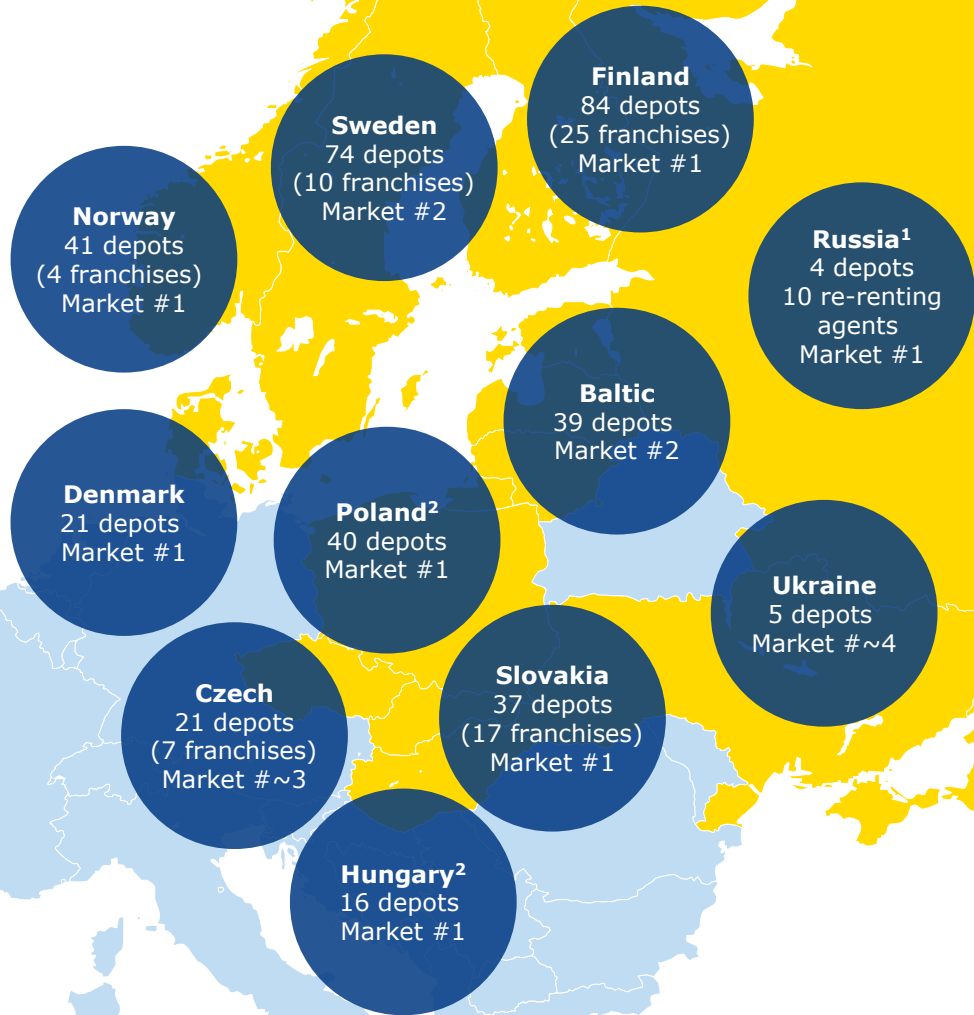 Finland
84 depots
(25 franchises)
Market #1
Sweden
74 depots
(10 franchises)
Market #2
Norway
41 depots
(4 franchises)
Market #1
Russia¹
4 depots
10 re-renting
agents
Market #1
Baltic
39 depots
Market #2
Denmark
21 depots
Market #1
Poland²
40 depots
Market #1
Ukraine
5 depots
Market #~4
Czech
21 depots
(7 franchises)
Market #~3
Slovakia
37 depots
(17 franchises)
Market #1
Hungary²
16 depots
Market #1